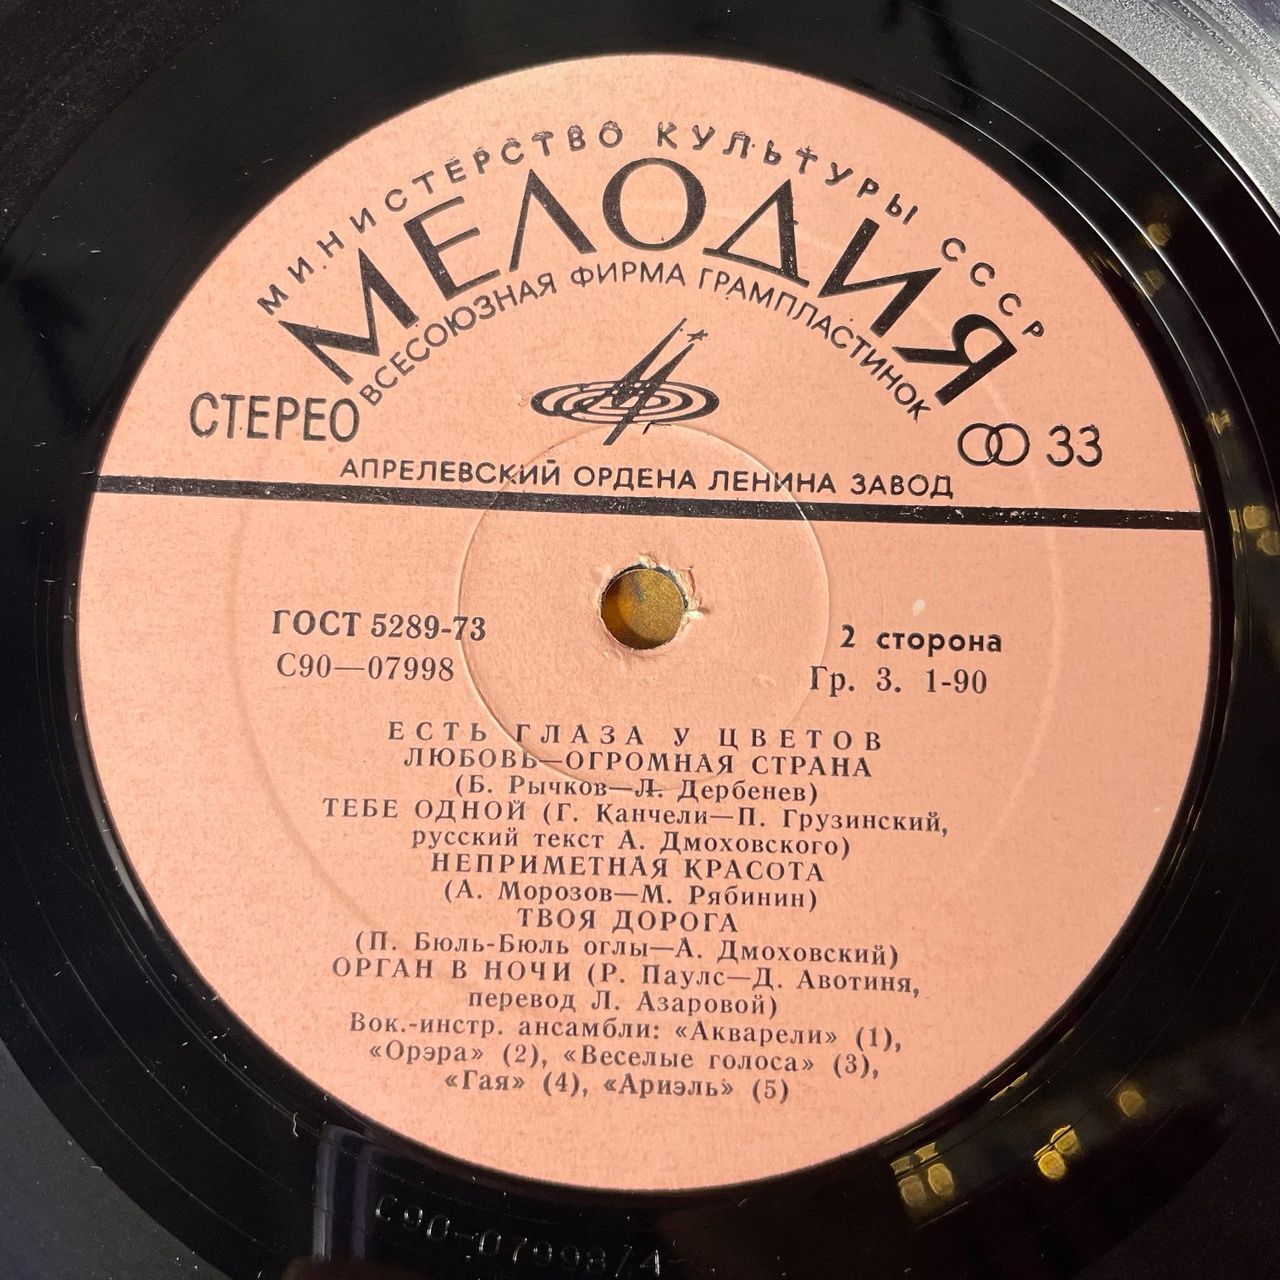 МИНИСТЕРСТВО КУЛЬТУРЫ СССР
МЕЛОДИЯ
ВСЕСОЮЗНАЯ ФИРМА ГРАМПЛАСТИНОК
СТЕРЕО
33
АПРЕЛЕВСКИЙ ОРДЕНА ЛЕНИНА ЗАВОД
ГОСТ 5289-73
С90—07998
2 сторона
Гр. 3. 1-90
ЕСТЬ ГЛАЗА У ЦВЕТОВ
ЛЮБОВЬ—ОГРОМНАЯ СТРАНА
(Б. Рычков—Л. Дербенев)
ТЕБЕ ОДНОЙ (Г. Канчели—П. Грузинский,
русский текст А. Дмоховского)
НЕПРИМЕТНАЯ КРАСОТА
(А. Морозов—М. Рябинин)
ТВОЯ ДОРОГА
(П. Бюль-Бюль оглы—А. Дмоховский)
ОРГАН В НОЧИ (Р. Паулс—Д. Авотиня,
перевод Л. Азаровой)
Вок.-инстр. ансамбли: «Акварели» (1),
«Орэра» (2), «Веселые голоса» (3),
«Гая» (4), «Ариэль» (5)
С90-07998/4